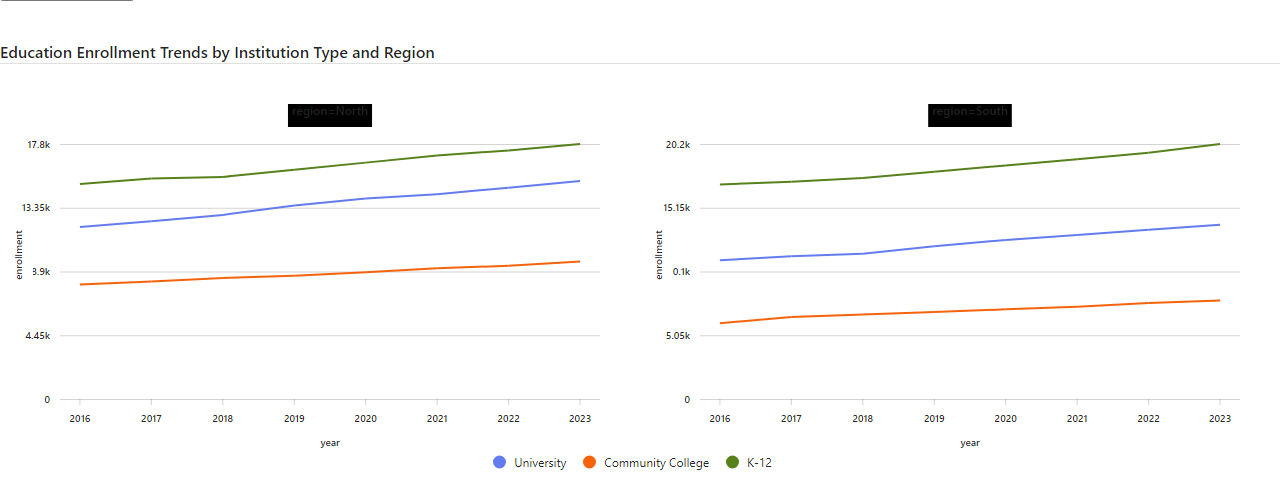 Education Enrollment Trends by Institution Type and Region
region=North
17.8k
13.35k
8.9k
4.45k
0
enrollment
2016 2017 2018 2019 2020 2021 2022 2023
year
region=South
20.2k
15.15k
0.1k
5.05k
0
enrollment
2016 2017 2018 2019 2020 2021 2022 2023
year
University Community College K-12